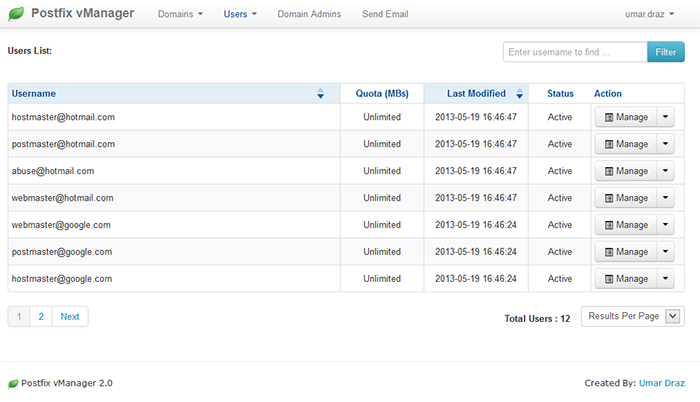 Postfix vManager Domains Users Domain Admins Send Email umar.draz
Users List: Enter username to find ... Filter
Username Quota (MBs) Last Modified Status Action
hostmaster@hotmail.com Unlimited 2013-05-19 16:46:47 Active Manage
postmaster@hotmail.com Unlimited 2013-05-19 16:46:47 Active Manage
abuse@hotmail.com Unlimited 2013-05-19 16:46:47 Active Manage
webmaster@hotmail.com Unlimited 2013-05-19 16:46:47 Active Manage
webmaster@google.com Unlimited 2013-05-19 16:46:24 Active Manage
postmaster@google.com Unlimited 2013-05-19 16:46:24 Active Manage
hostmaster@google.com Unlimited 2013-05-19 16:46:24 Active Manage
1 2 Next Total Users : 12 Results Per Page
Postfix vManager 2.0 Created By: Umar Draz